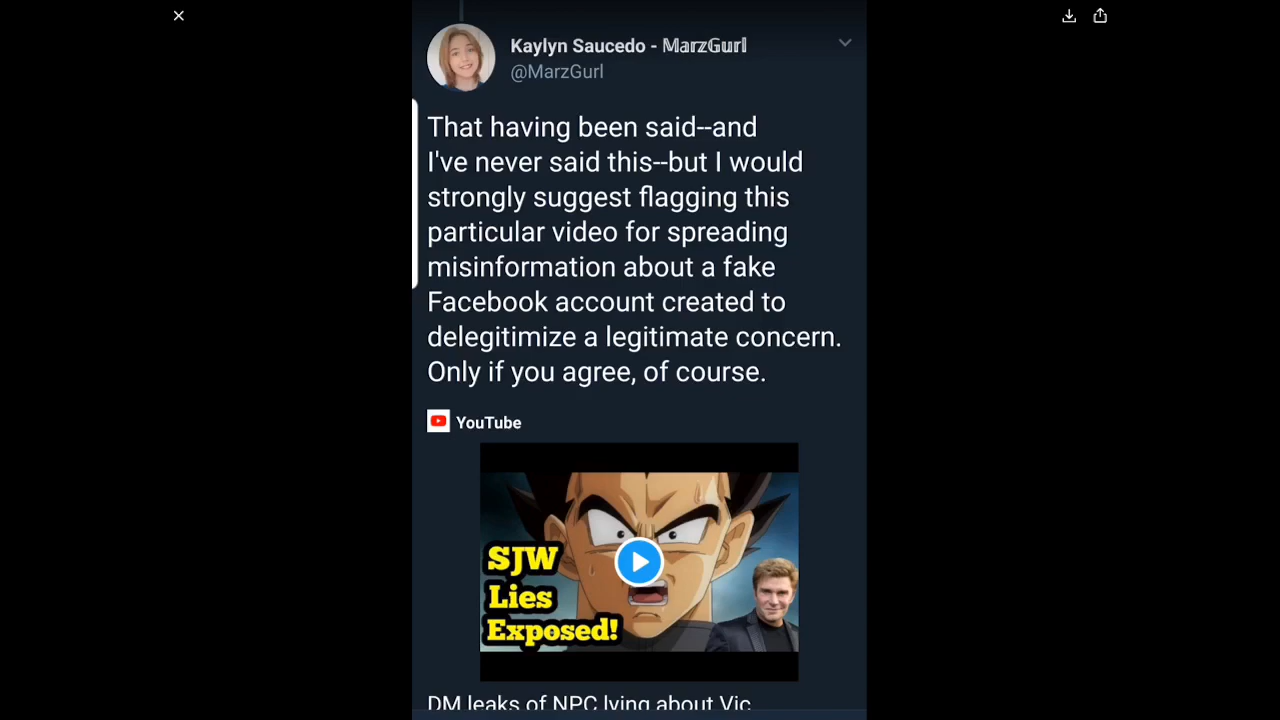 Kaylyn Saucedo - 𝕄𝕒𝕣𝕫𝔾𝕦𝕣𝕝
@MarzGurl
That having been said--and
I've never said this--but I would
strongly suggest flagging this
particular video for spreading
misinformation about a fake
Facebook account created to
delegitimize a legitimate concern.
Only if you agree, of course.
YouTube
SJW
Lies
Exposed!
DM leaks of NPC lying about Vic